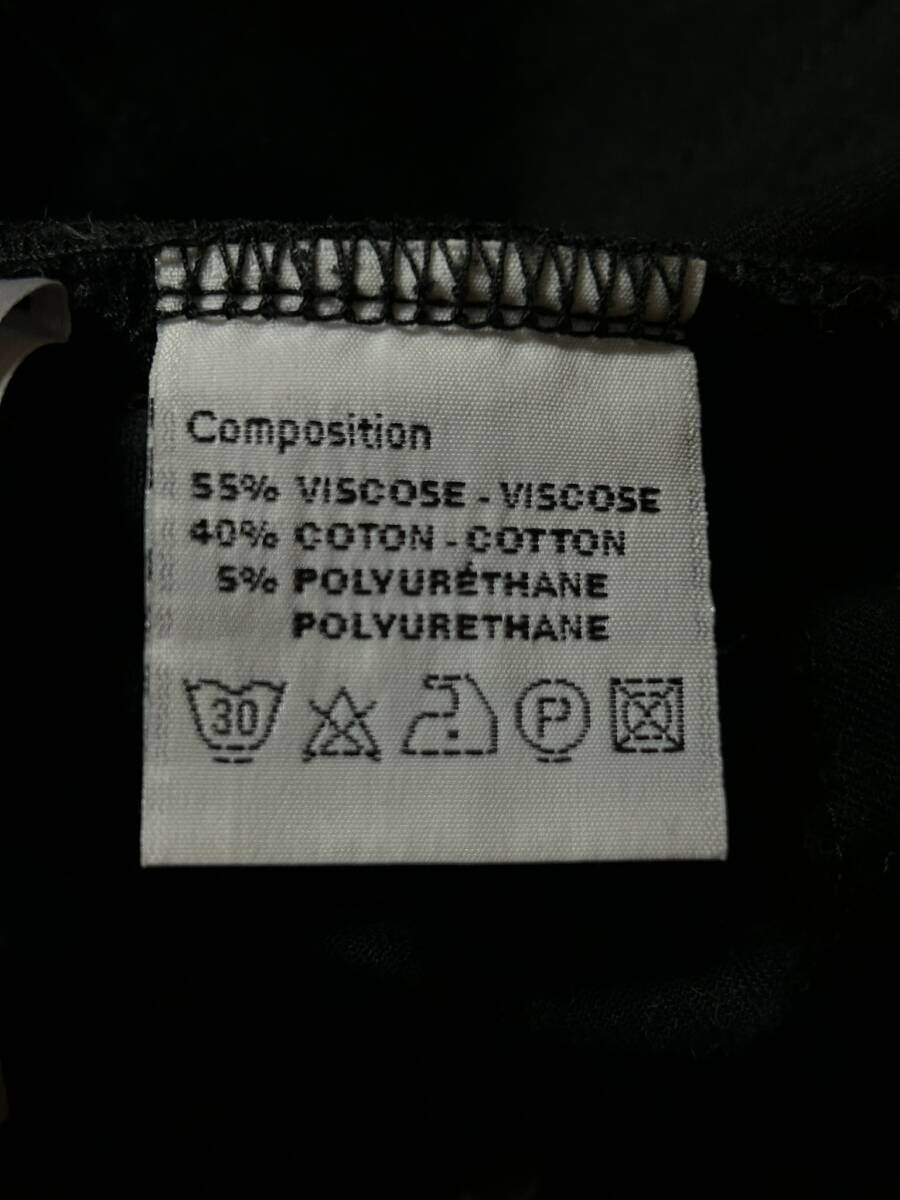 Composition
55% VISCOSE - VISCOSE
40% COTON - COTTON
5% POLYURÉTHANE
POLYURETHANE
30 P